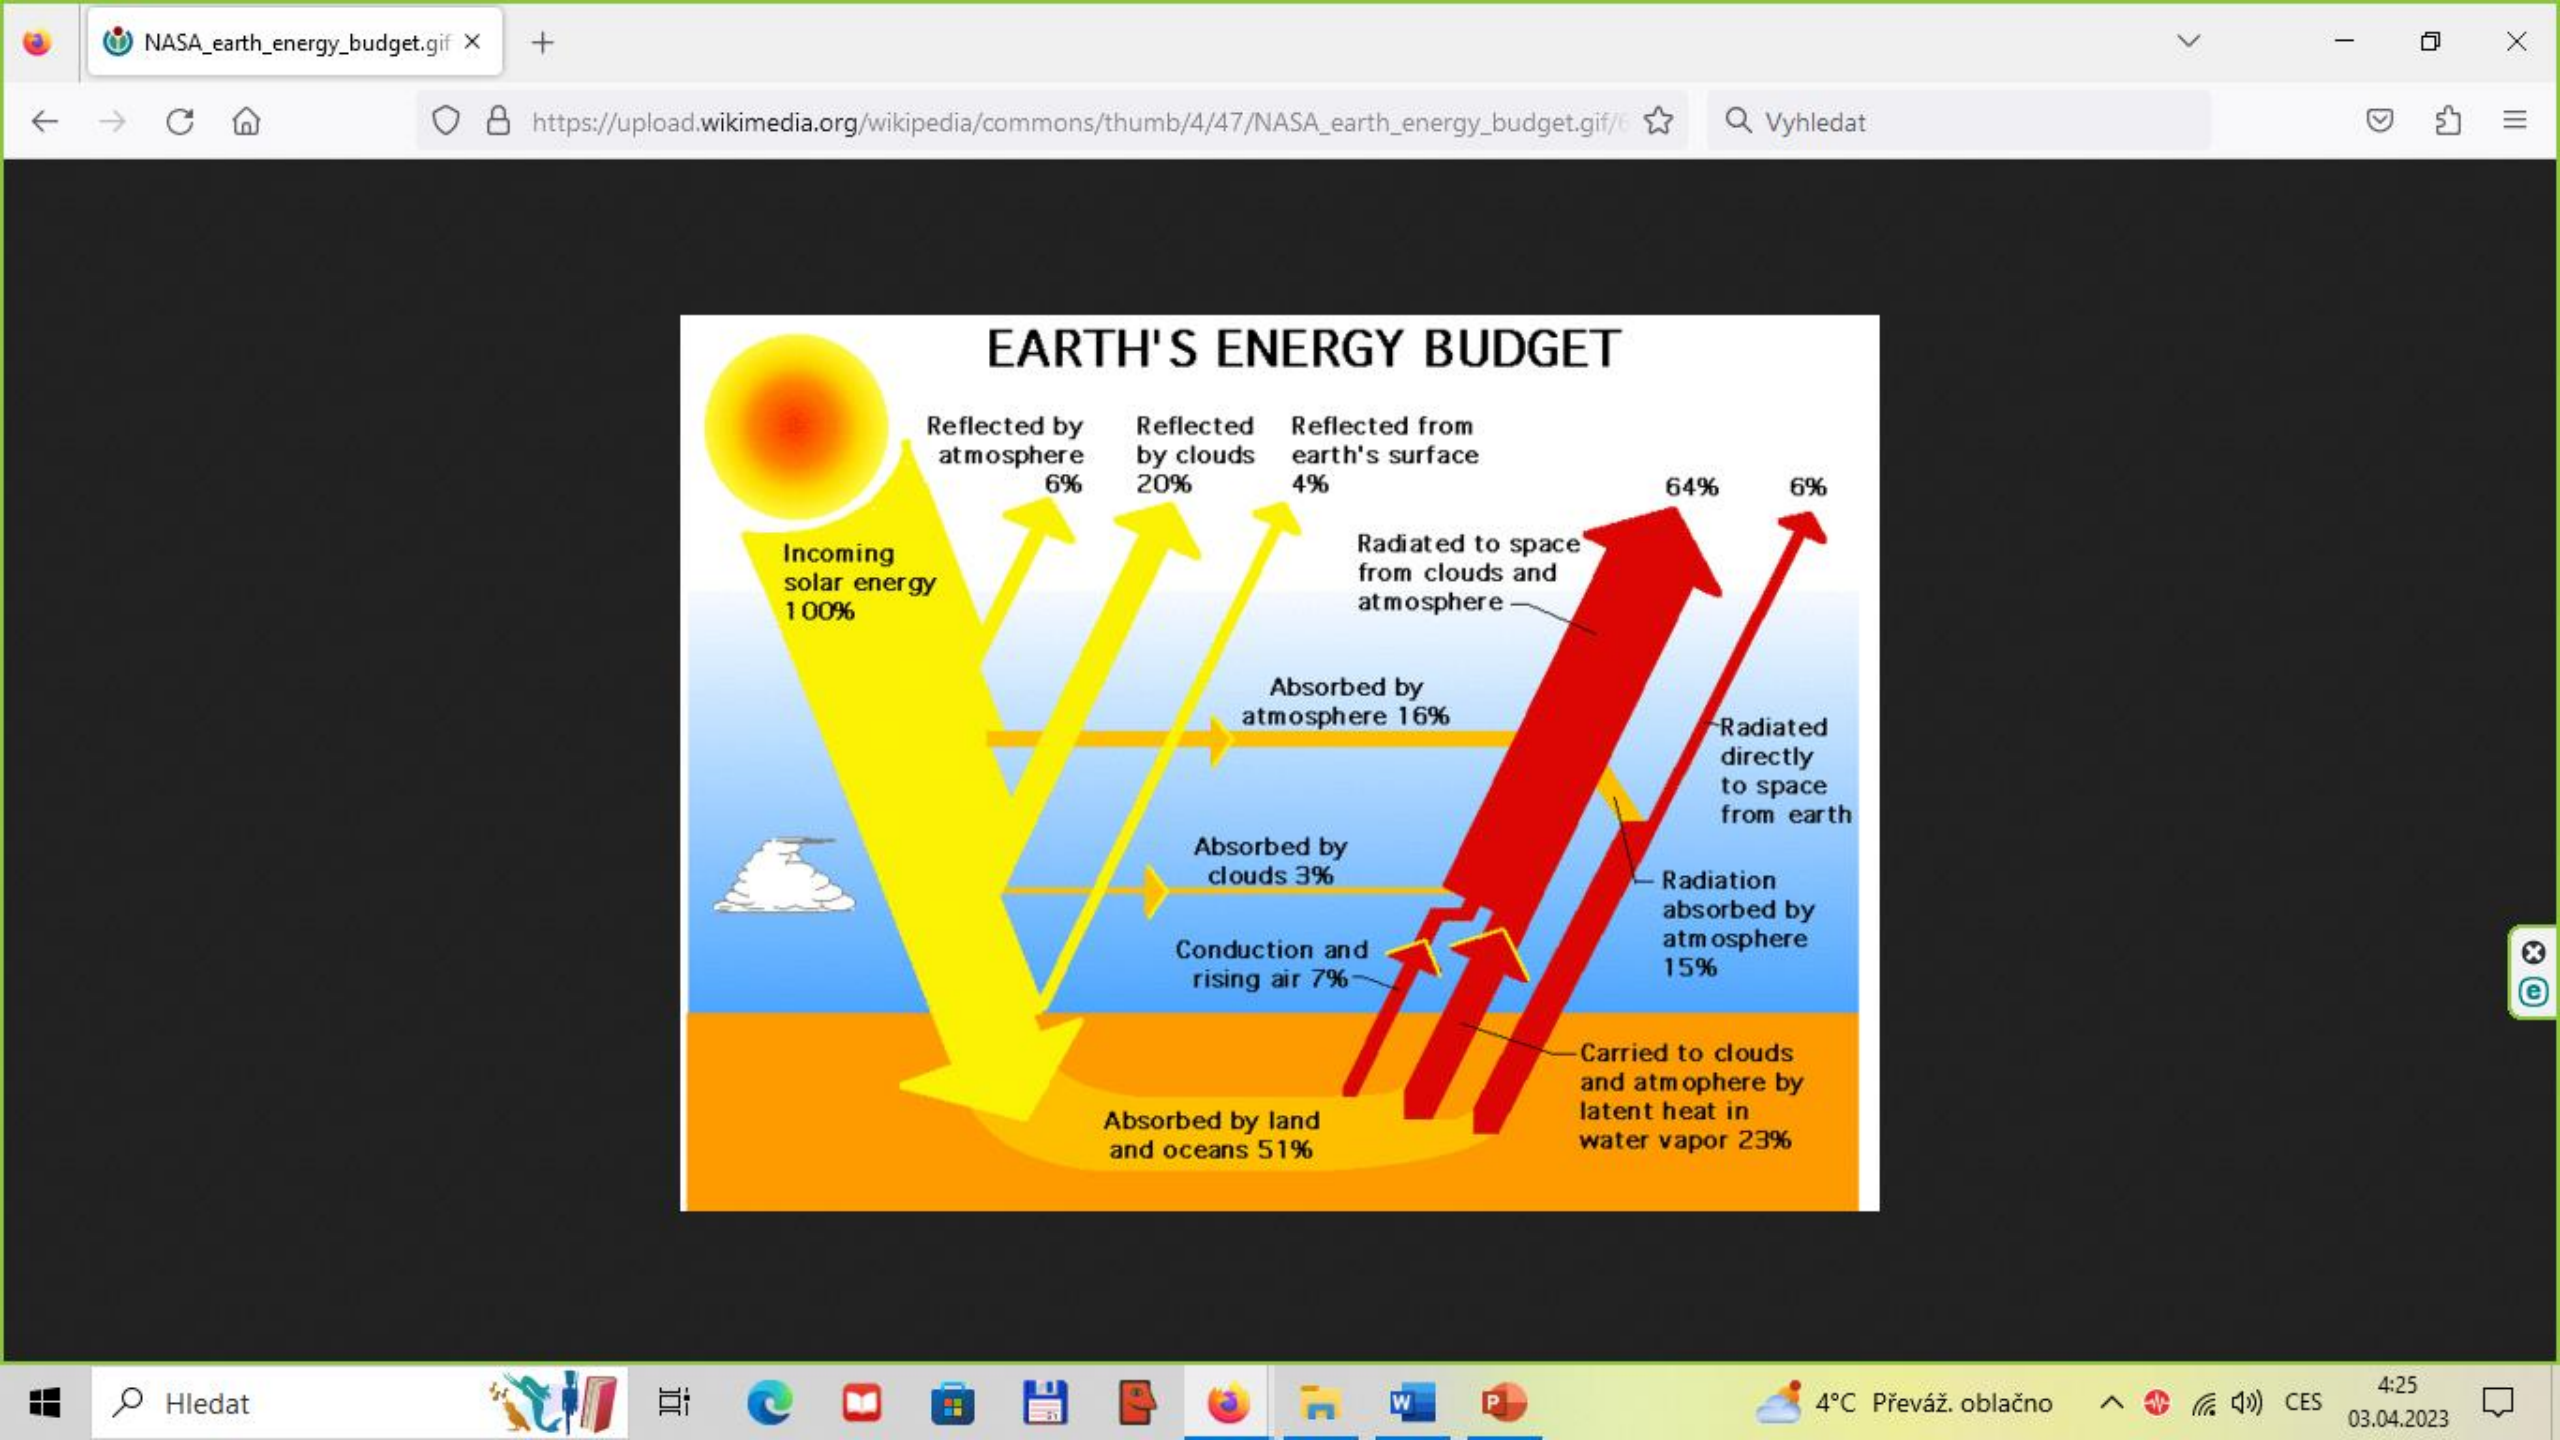 NASA_earth_energy_budget.gif
https://upload.wikimedia.org/wikipedia/commons/thumb/4/47/NASA_earth_energy_budget.gif/6
Vyhledat
EARTH'S ENERGY BUDGET
Reflected by
atmosphere
6%
Reflected
by clouds
20%
Reflected from
earth's surface
4%
64%
6%
Incoming
solar energy
100%
Radiated to space
from clouds and
atmosphere
Absorbed by
atmosphere 16%
Radiated
directly
to space
from earth
Absorbed by
clouds 3%
Radiation
absorbed by
atmosphere
15%
Conduction and
rising air 7%
Carried to clouds
and atmophere by
latent heat in
water vapor 23%
Absorbed by land
and oceans 51%
Hledat
4°C Převáž. oblačno
CES
4:25
03.04.2023